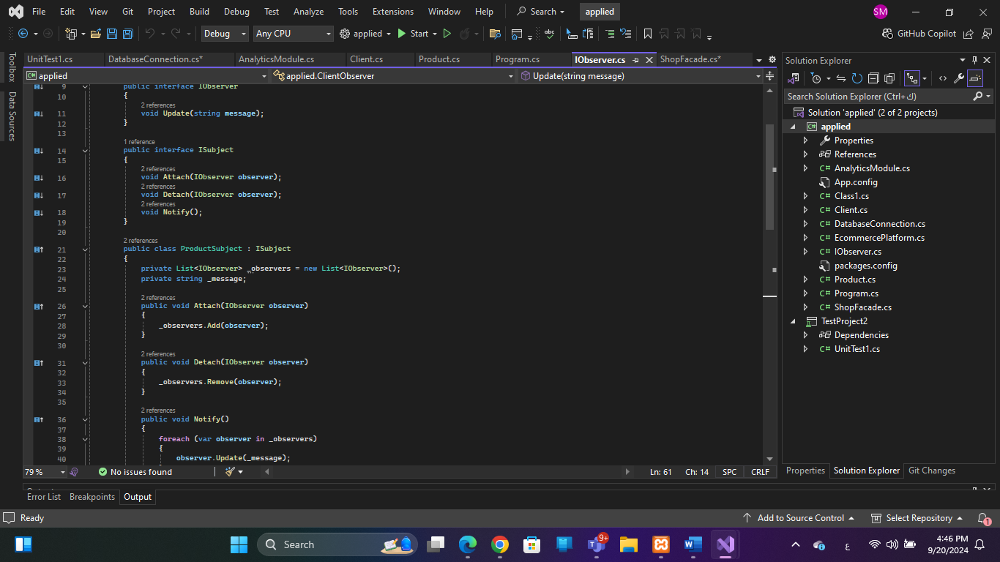 File Edit View Git Project Build Debug Test Analyze Tools Extensions Window Help Search applied SM
Debug Any CPU applied Start GitHub Copilot
UnitTest1.cs DatabaseConnection.cs* AnalyticsModule.cs Client.cs Product.cs Program.cs IObserver.cs ShopFacade.cs*
applied applied.ClientObserver Update(string message)
Toolbox
Data Sources
9 public interface IObserver
10 {
2 references
11 void Update(string message);
12 }
13
1 reference
14 public interface ISubject
15 {
2 references
16 void Attach(IObserver observer);
2 references
17 void Detach(IObserver observer);
2 references
18 void Notify();
19 }
20
2 references
21 public class ProductSubject : ISubject
22 {
23 private List<IObserver> _observers = new List<IObserver>();
24 private string _message;
25
2 references
26 public void Attach(IObserver observer)
27 {
28 _observers.Add(observer);
29 }
30
2 references
31 public void Detach(IObserver observer)
32 {
33 _observers.Remove(observer);
34 }
35
2 references
36 public void Notify()
37 {
38 foreach (var observer in _observers)
39 {
40 observer.Update(_message);
79 % No issues found Ln: 61 Ch: 14 SPC CRLF
Solution Explorer
Search Solution Explorer (Ctrl+ك)
Solution 'applied' (2 of 2 projects)
applied
Properties
References
AnalyticsModule.cs
App.config
Class1.cs
Client.cs
DatabaseConnection.cs
EcommercePlatform.cs
IObserver.cs
packages.config
Product.cs
Program.cs
ShopFacade.cs
TestProject2
Dependencies
UnitTest1.cs
Properties Solution Explorer Git Changes
Error List Breakpoints Output
Ready Add to Source Control Select Repository 1
Search 9+ ع 4:46 PM
9/20/2024